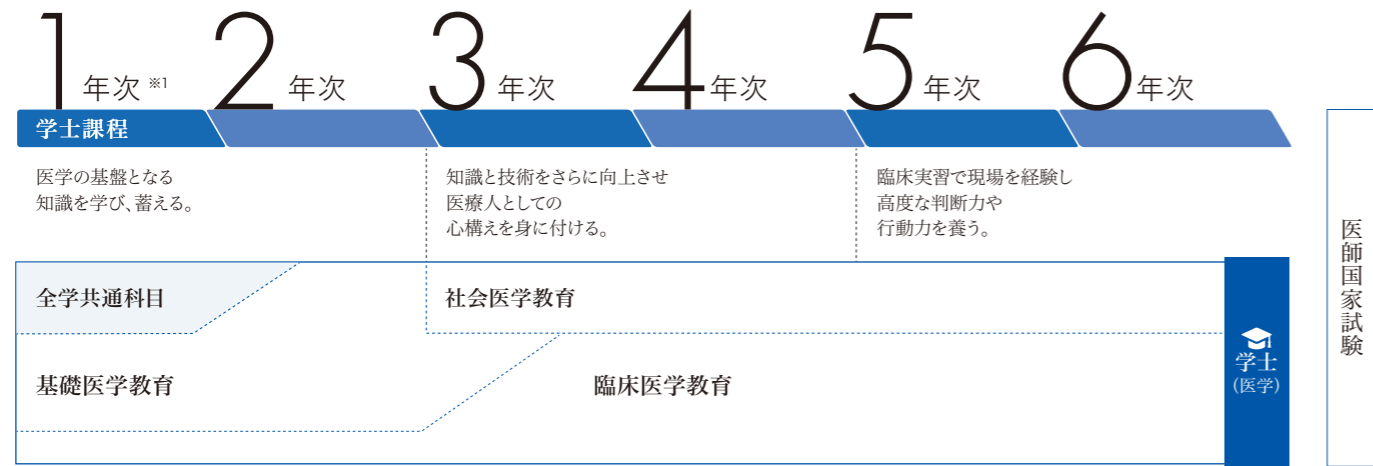 1年次※1
2年次
3年次
4年次
5年次
6年次
学士課程
医学の基盤となる
知識を学び、蓄える。
知識と技術をさらに向上させ
医療人としての
心構えを身に付ける。
臨床実習で現場を経験し
高度な判断力や
行動力を養う。
全学共通科目
社会医学教育
基礎医学教育
臨床医学教育
学士
(医学)
医師国家試験